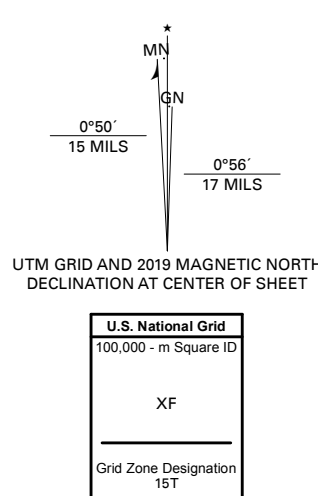 ★
MN
GN
0°50´
15 MILS
0°56´
17 MILS
UTM GRID AND 2019 MAGNETIC NORTH
DECLINATION AT CENTER OF SHEET
U.S. National Grid
100,000 - m Square ID
XF
Grid Zone Designation
15T